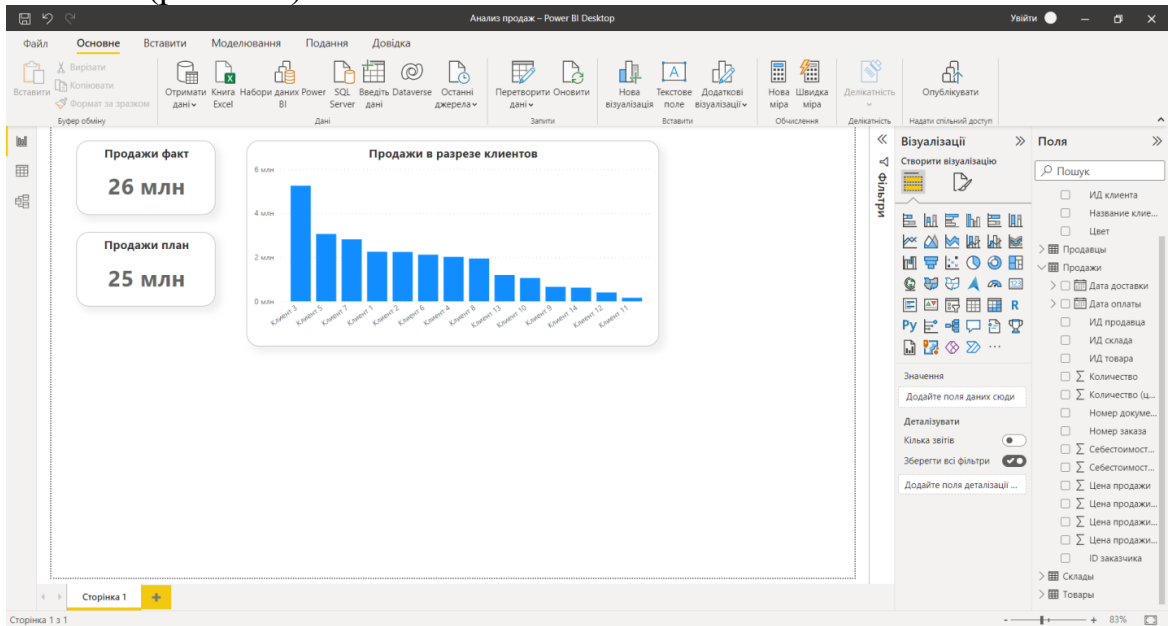 Анализ продаж – Power BI Desktop
Увійти
Файл
Основне
Вставити
Моделювання
Подання
Довідка
Вставити
Вирізати
Копіювати
Формат за зразком
Буфер обміну
Отримати дані
Книга Excel
Набори даних Power BI
SQL Server
Введіть дані
Dataverse
Останні джерела
Дані
Перетворити дані
Оновити
Запити
Нова візуалізація
Текстове поле
Додаткові візуалізації
Вставити
Нова міра
Швидка міра
Обчислення
Делікатність
Делікатність
Опублікувати
Надати спільний доступ
Продажи факт
26 млн
Продажи план
25 млн
Продажи в разрезе клиентов
6 млн
4 млн
2 млн
0 млн
Клиент 3
Клиент 5
Клиент 7
Клиент 1
Клиент 2
Клиент 6
Клиент 4
Клиент 8
Клиент 13
Клиент 10
Клиент 9
Клиент 14
Клиент 12
Клиент 11
Фільтри
Візуалізації
Створити візуалізацію
R
Py
123
Значення
Додайте поля даних сюди
Деталізувати
Кілька звітів
Зберегти всі фільтри
Додайте поля деталізації ...
Поля
Пошук
ИД клиента
Название клие...
Цвет
Продавцы
Продажи
Дата доставки
Дата оплаты
ИД продавца
ИД склада
ИД товара
Количество
Количество (ц...
Номер докуме...
Номер заказа
Себестоимост...
Себестоимост...
Цена продажи
Цена продажи...
Цена продажи...
Цена продажи...
ID заказчика
Склады
Товары
Сторінка 1
Сторінка 1 з 1
83%